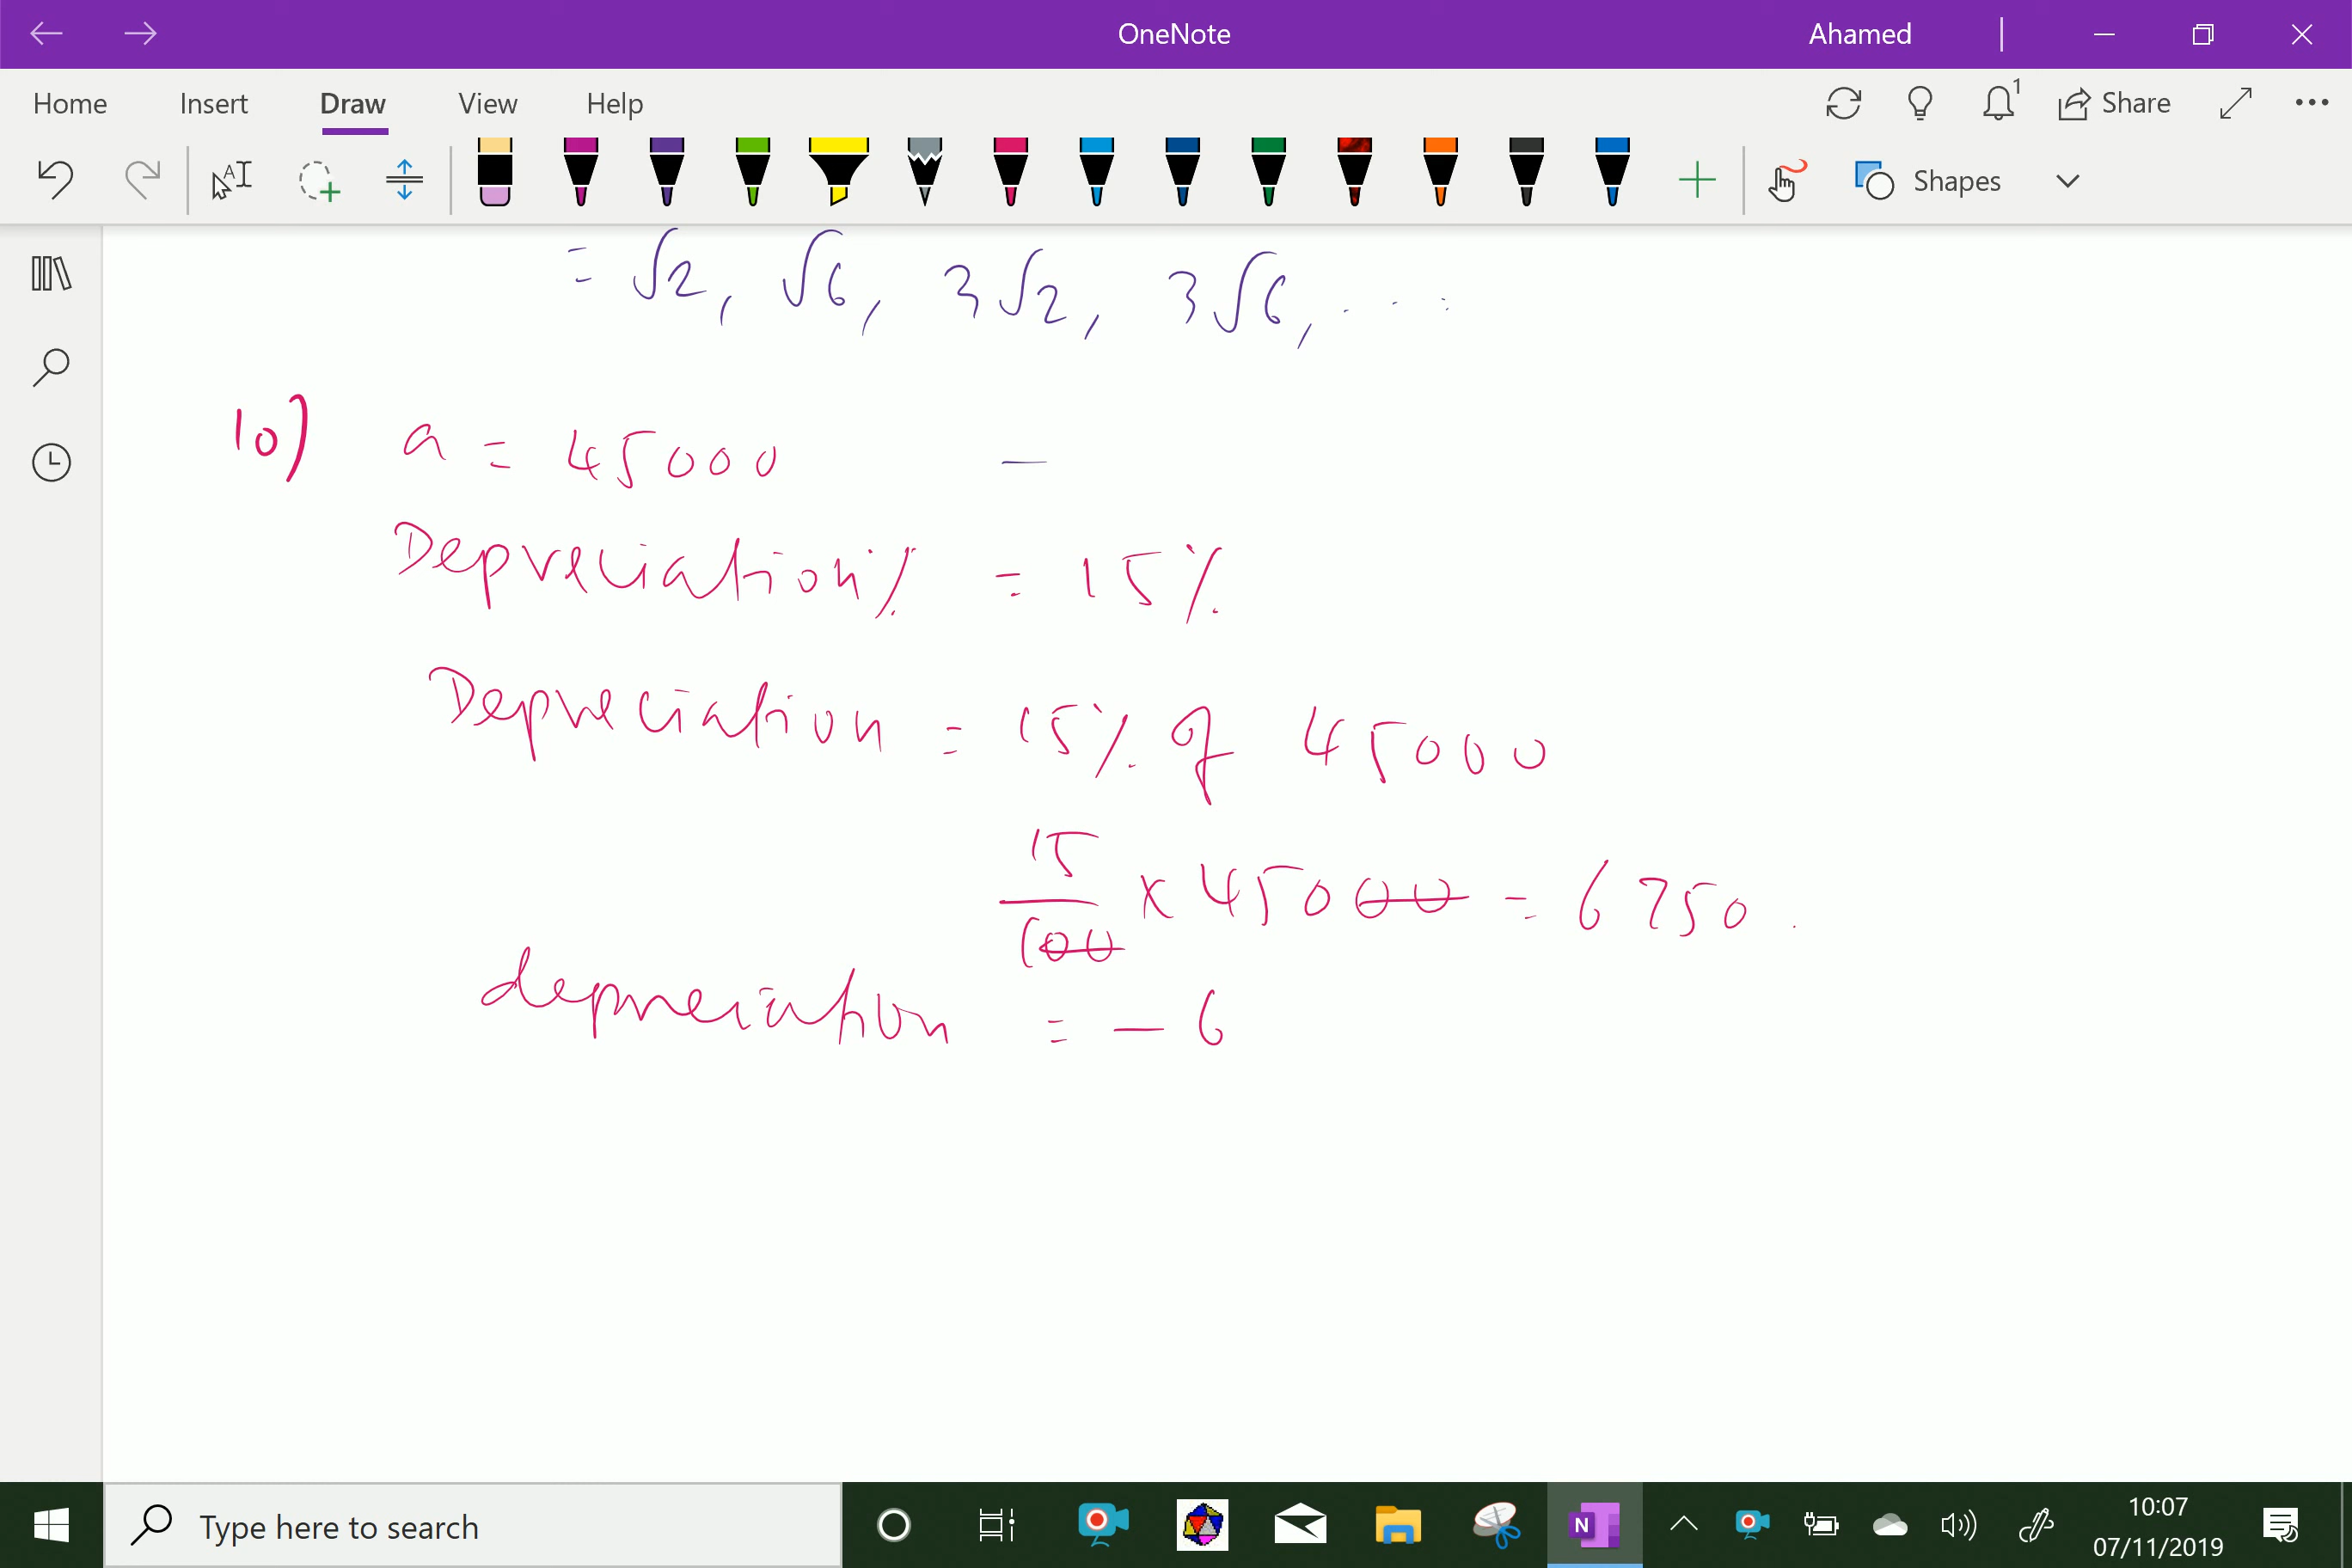 OneNote
Ahamed
Home Insert Draw View Help
1 Share
Shapes
= √2, √6, 3√2, 3√6, ....
10) a = 45000 —
Depreciation% = 15%
Depreciation = 15% of 45000
15/100 x 45000 = 6750.
depreciation = – 6
Type here to search
N
10:07
07/11/2019